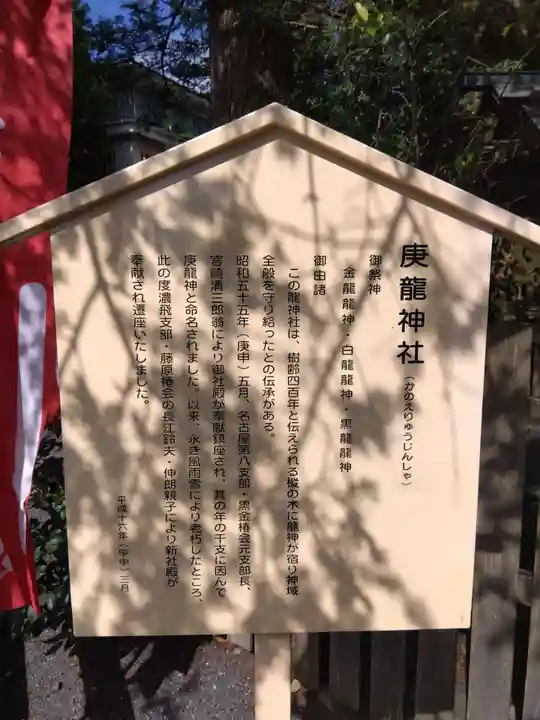 庚龍神社（かのえりゅうじんしゃ）
御祭神
金龍龍神・白龍龍神・黒龍龍神
御由諸
この龍神社は、樹齢四百年と伝えられる樅の木に龍神が宿り神域
全般を守り給ったとの伝承がある。
昭和五十五年（庚申）五月、名古屋第八支部・黒金椿会元支部長、
宮崎清三郎翁により御社殿が奉献鎮座され、其の年の干支に因んで
庚龍神と命名されました。以来、永き風雨雪により老朽したところ、
此の度濃飛支部・藤原椿会の長江鈴夫・伸朗親子により新社殿が
奉献され遷座いたしました。
平成十六年（甲申）三月